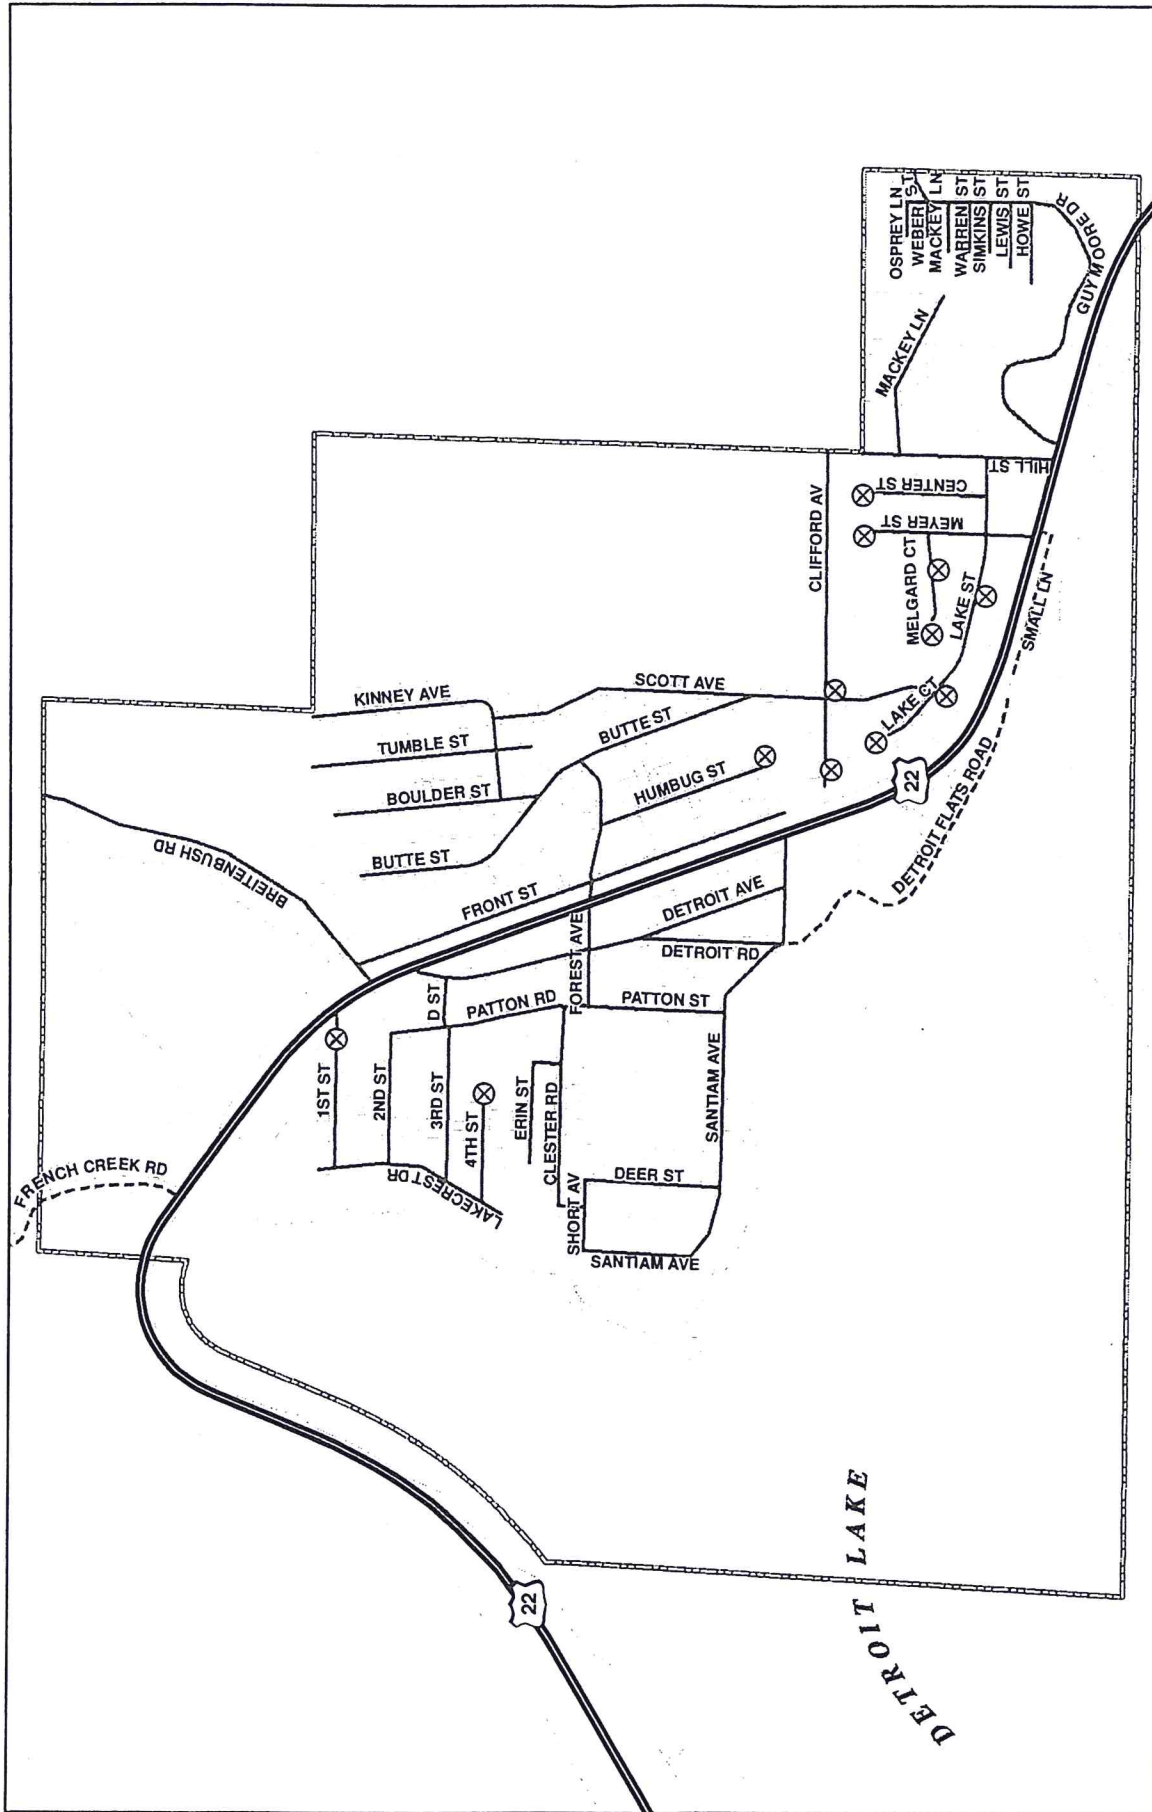 OSPREY LN
WEBER ST
MACKEY LN
WARREN ST
SIMKINS ST
LEWIS ST
HOWE ST
GUY MOORE DR
MACKEY LN
HILL ST
CENTER ST
MEYER ST
CLIFFORD AV
MELGARD CT
LAKE ST
SMALL LN
LAKE CT
SCOTT AVE
KINNEY AVE
TUMBLE ST
BUTTE ST
HUMBUG ST
BOULDER ST
BUTTE ST
22
DETROIT FLATS ROAD
BREITENBUSH RD
FRONT ST
DETROIT AVE
FOREST AVE
DETROIT RD
D ST
PATTON RD
PATTON ST
1ST ST
2ND ST
3RD ST
4TH ST
ERIN ST
CLESTER RD
SANTIAM AVE
FRENCH CREEK RD
LAKECREST DR
DEER ST
SHORT AV
SANTIAM AVE
22
DETROIT LAKE